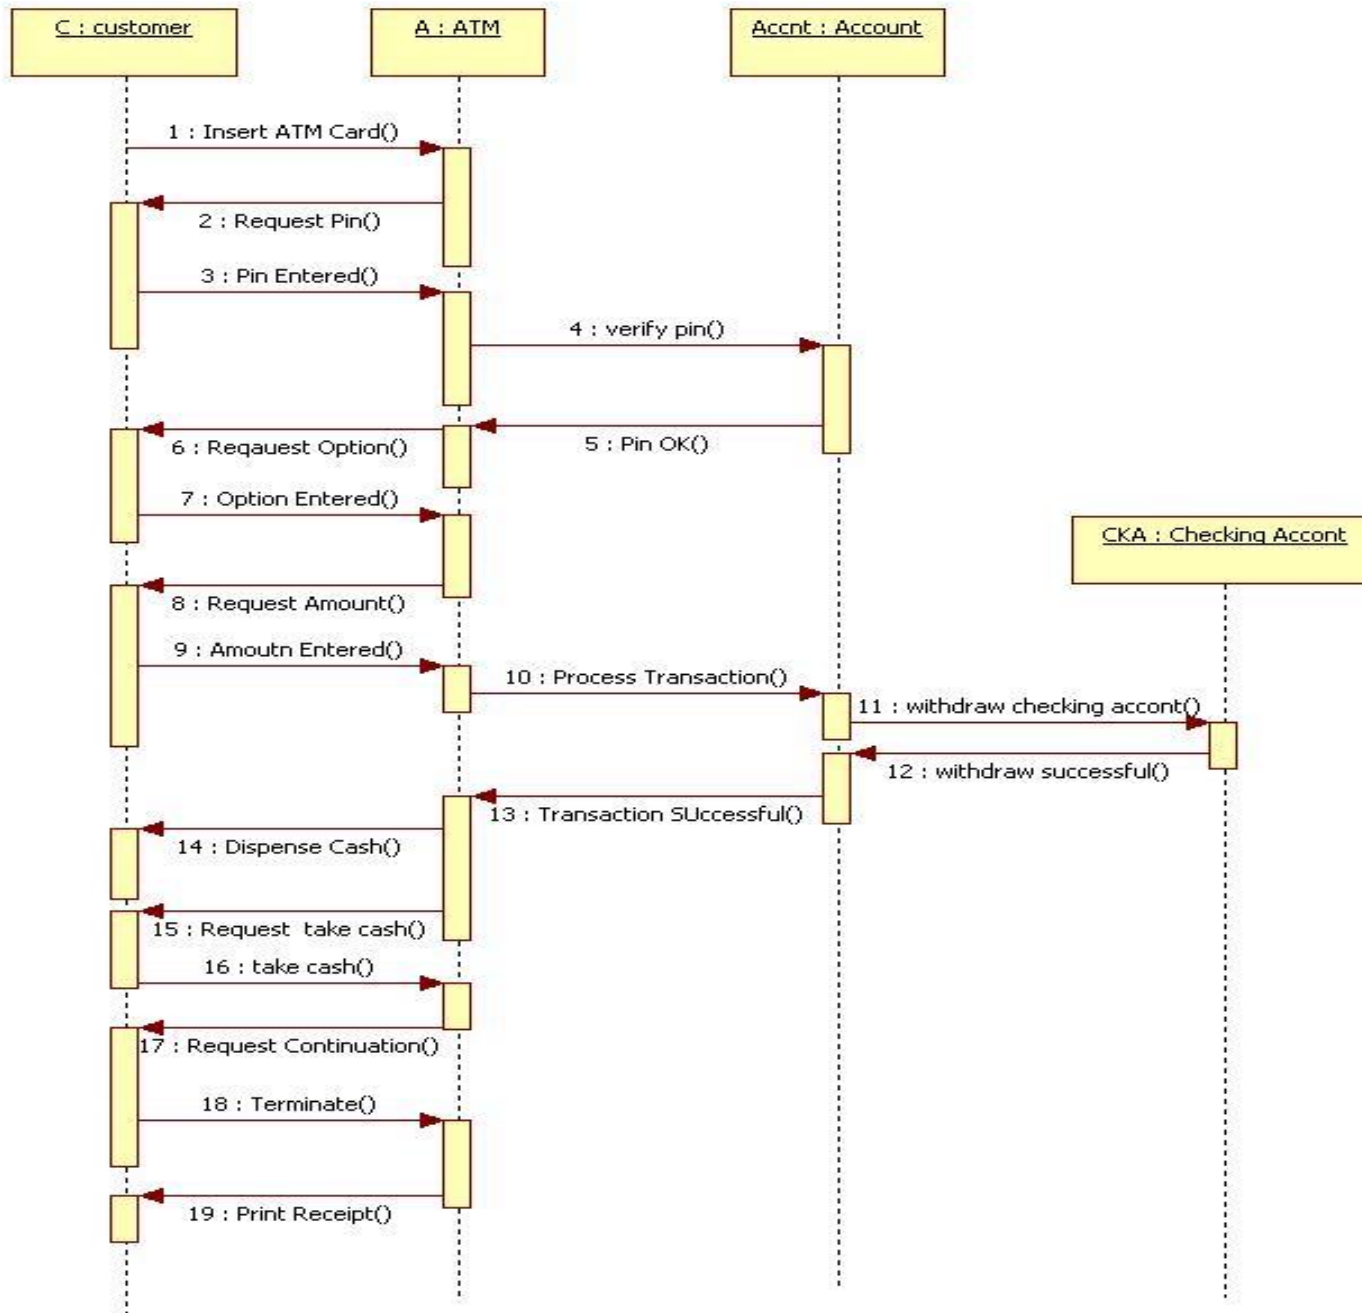 C : customer
A : ATM
Accnt : Account
1 : Insert ATM Card()
2 : Request Pin()
3 : Pin Entered()
4 : verify pin()
5 : Pin OK()
6 : Reqauest Option()
7 : Option Entered()
CKA : Checking Accont
8 : Request Amount()
9 : Amoutn Entered()
10 : Process Transaction()
11 : withdraw checking accont()
12 : withdraw successful()
13 : Transaction SUccessful()
14 : Dispense Cash()
15 : Request  take cash()
16 : take cash()
17 : Request Continuation()
18 : Terminate()
19 : Print Receipt()